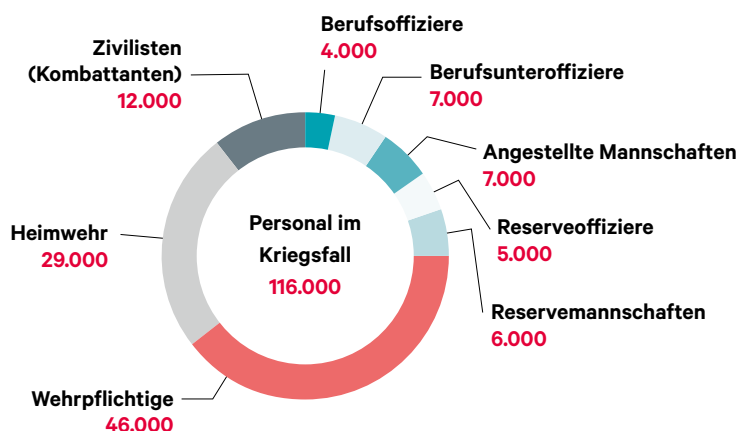 Berufsoffiziere
4.000
Berufsunteroffiziere
7.000
Angestellte Mannschaften
7.000
Reserveoffiziere
5.000
Reservemannschaften
6.000
Wehrpflichtige
46.000
Heimwehr
29.000
Zivilisten
(Kombattanten)
12.000
Personal im
Kriegsfall
116.000